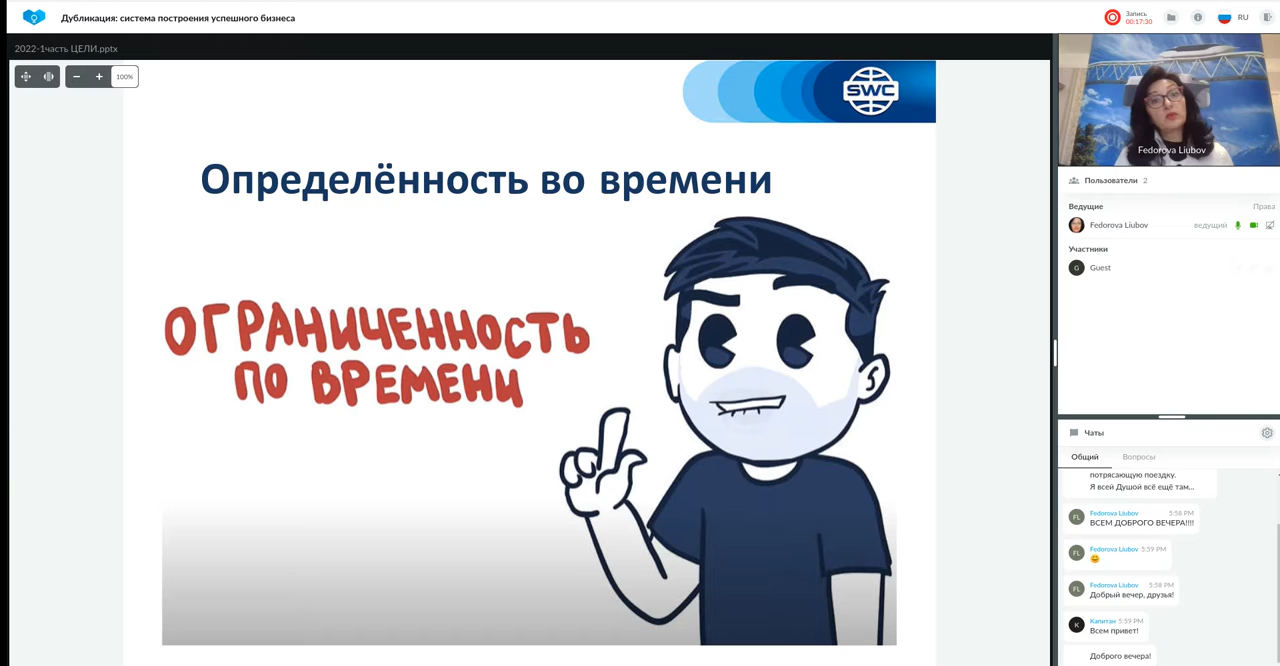 Дубликация: система построения успешного бизнеса
Запись
00:17:30
RU
2022-1часть ЦЕЛИ.pptx
100%
SWC
Определённость во времени
ОГРАНИЧЕННОСТЬ
ПО ВРЕМЕНИ
Fedorova Liubov
Пользователи 2
Ведущие Права
Fedorova Liubov ведущий
Участники
G Guest
Чаты
Общий Вопросы
потрясающую поездку.
Я всей Душой всё ещё там...
FL Fedorova Liubov 5:58 PM
ВСЕМ ДОБРОГО ВЕЧЕРА!!!!
FL Fedorova Liubov 5:59 PM
😊
FL Fedorova Liubov 5:58 PM
Добрый вечер, друзья!
К Капитан 5:59 PM
Всем привет!
Доброго вечера!